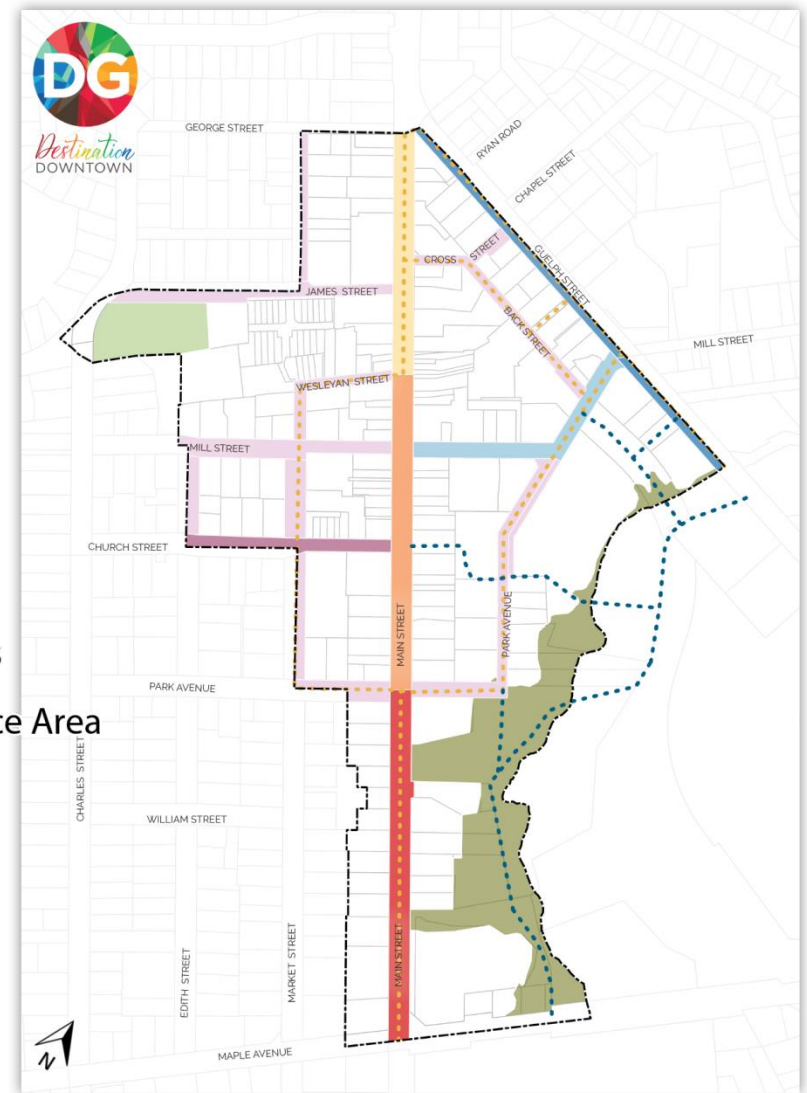 DG
Destination
DOWNTOWN
GEORGE STREET
RYAN ROAD
CHAPEL STREET
CROSS STREET
GUELPH STREET
JAMES STREET
BACK STREET
MILL STREET
WESLEYAN STREET
MILL STREET
CHURCH STREET
MAIN STREET
PARK AVENUE
PARK AVENUE
Area
CHARLES STREET
WILLIAM STREET
EDITH STREET
MARKET STREET
MAIN STREET
MAPLE AVENUE
N